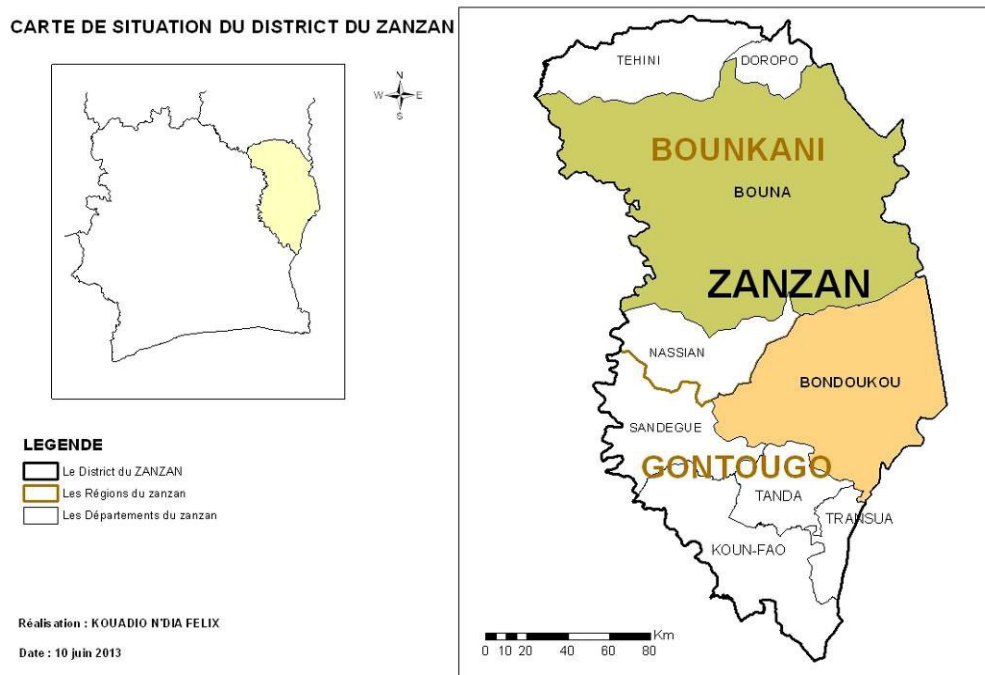 CARTE DE SITUATION DU DISTRICT DU ZANZAN
N
W E
S
LEGENDE
Le District du ZANZAN
Les Régions du zanzan
Les Départements du zanzan
Réalisation : KOUADIO N'DIA FELIX
Date : 10 juin 2013
TEHINI
DOROPO
BOUNKANI
BOUNA
ZANZAN
NASSIAN
BONDOUKOU
SANDEGUE
GONTOUGO
TANDA
TRANSUA
KOUN-FAO
Km
0 10 20 40 60 80